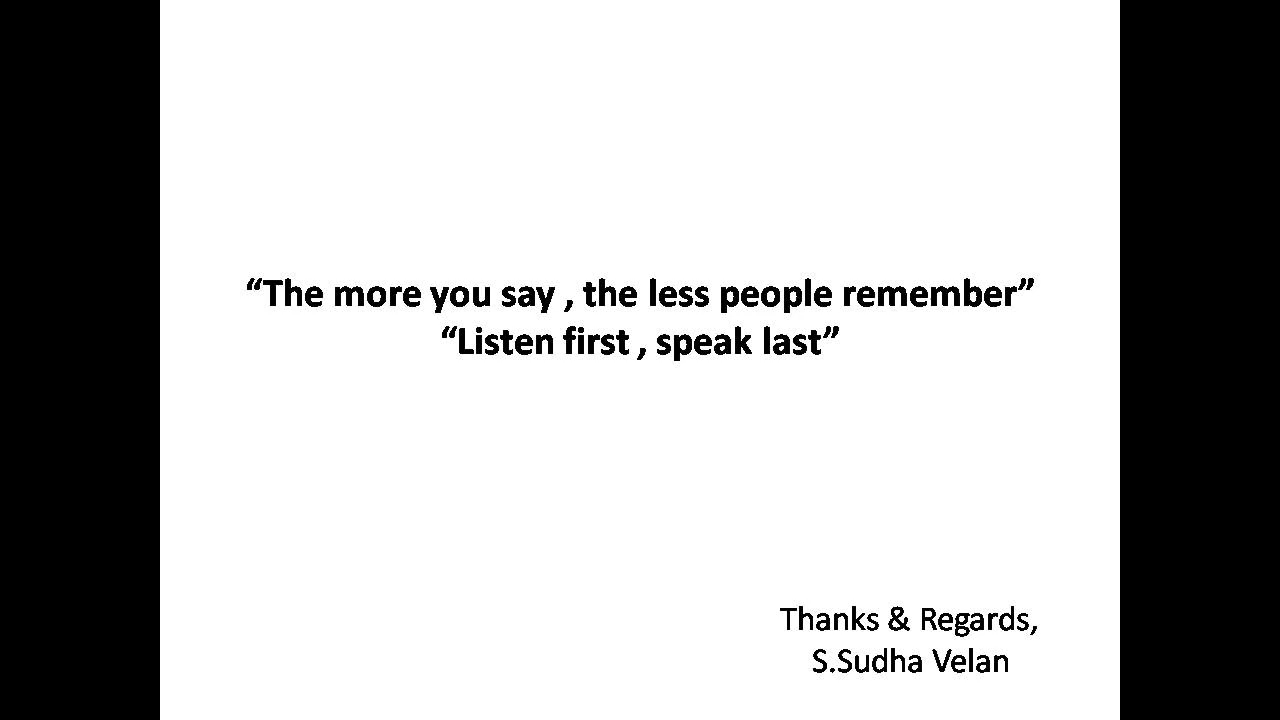 “The more you say , the less people remember”
“Listen first , speak last”
Thanks & Regards,
S.Sudha Velan